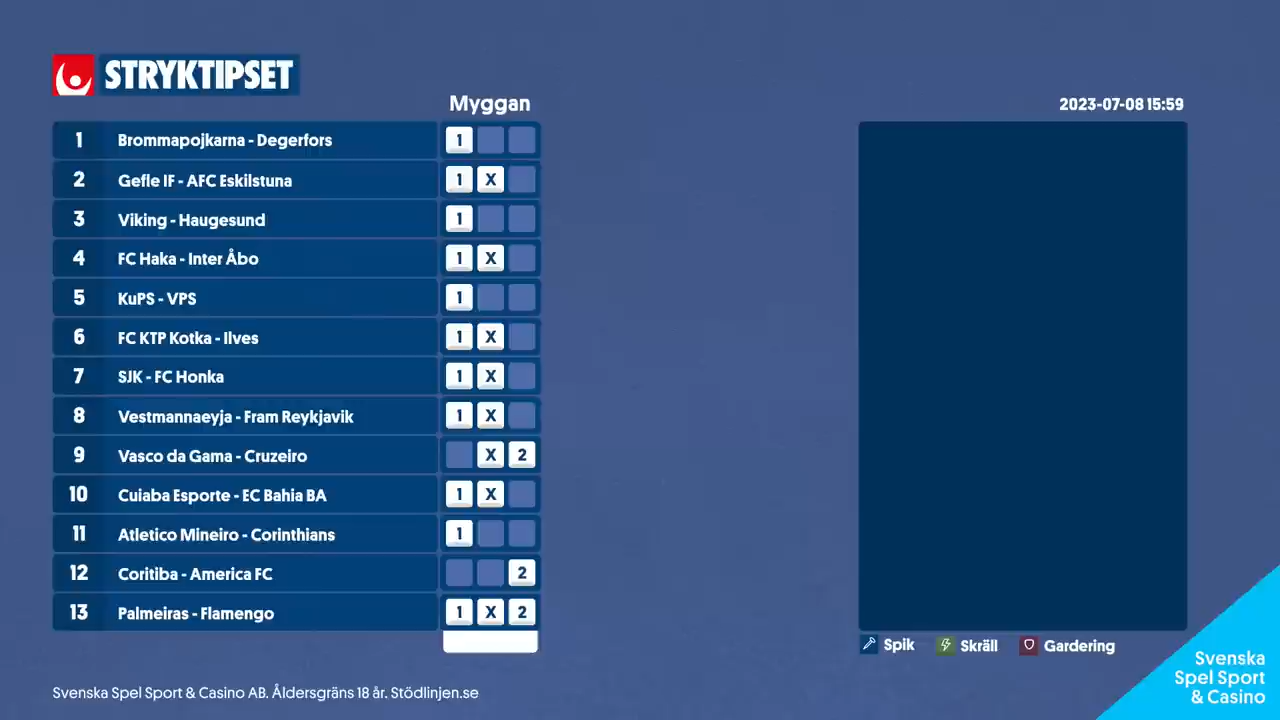 STRYKTIPSET
Myggan
2023-07-08 15:59
1 Brommapojkarna - Degerfors 1
2 Gefle IF - AFC Eskilstuna 1 X
3 Viking - Haugesund 1
4 FC Haka - Inter Åbo 1 X
5 KuPS - VPS 1
6 FC KTP Kotka - Ilves 1 X
7 SJK - FC Honka 1 X
8 Vestmannaeyja - Fram Reykjavik 1 X
9 Vasco da Gama - Cruzeiro X 2
10 Cuiaba Esporte - EC Bahia BA 1 X
11 Atletico Mineiro - Corinthians 1
12 Coritiba - America FC 2
13 Palmeiras - Flamengo 1 X 2
Spik Skräll Gardering
Svenska
Spel Sport
& Casino
Svenska Spel Sport & Casino AB. Åldersgräns 18 år. Stödlinjen.se